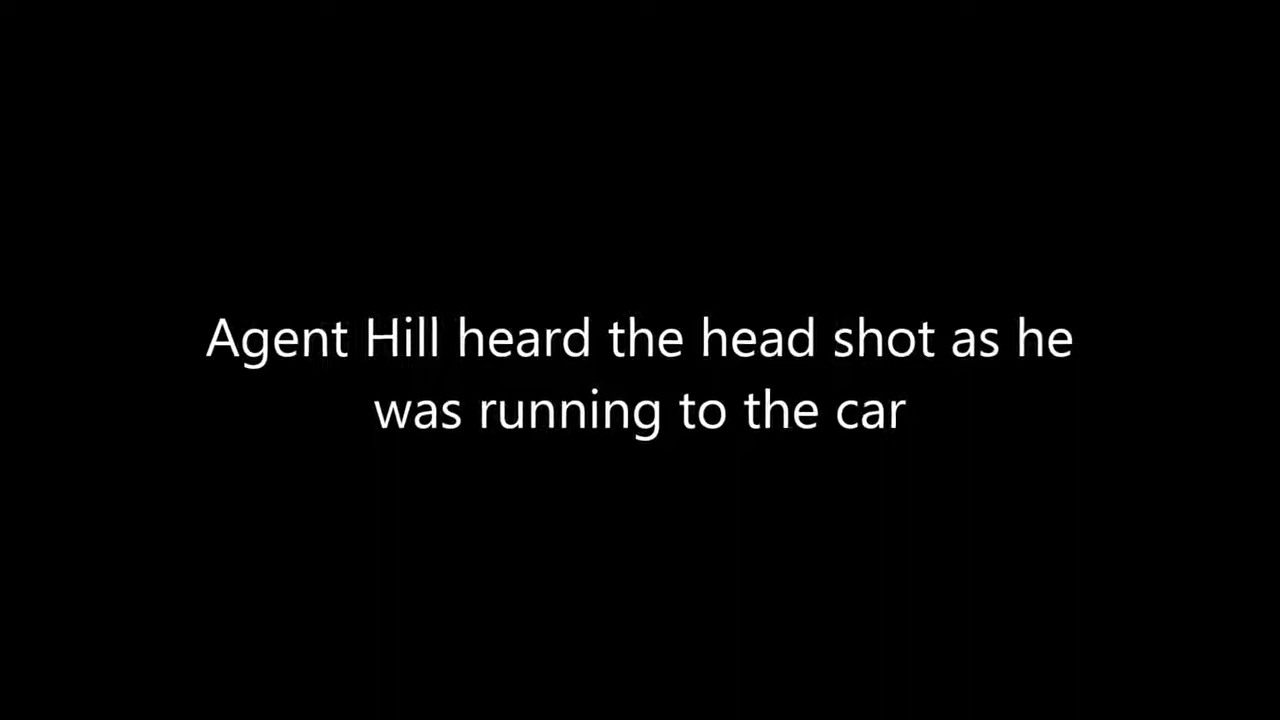 Agent Hill heard the head shot as he
was running to the car